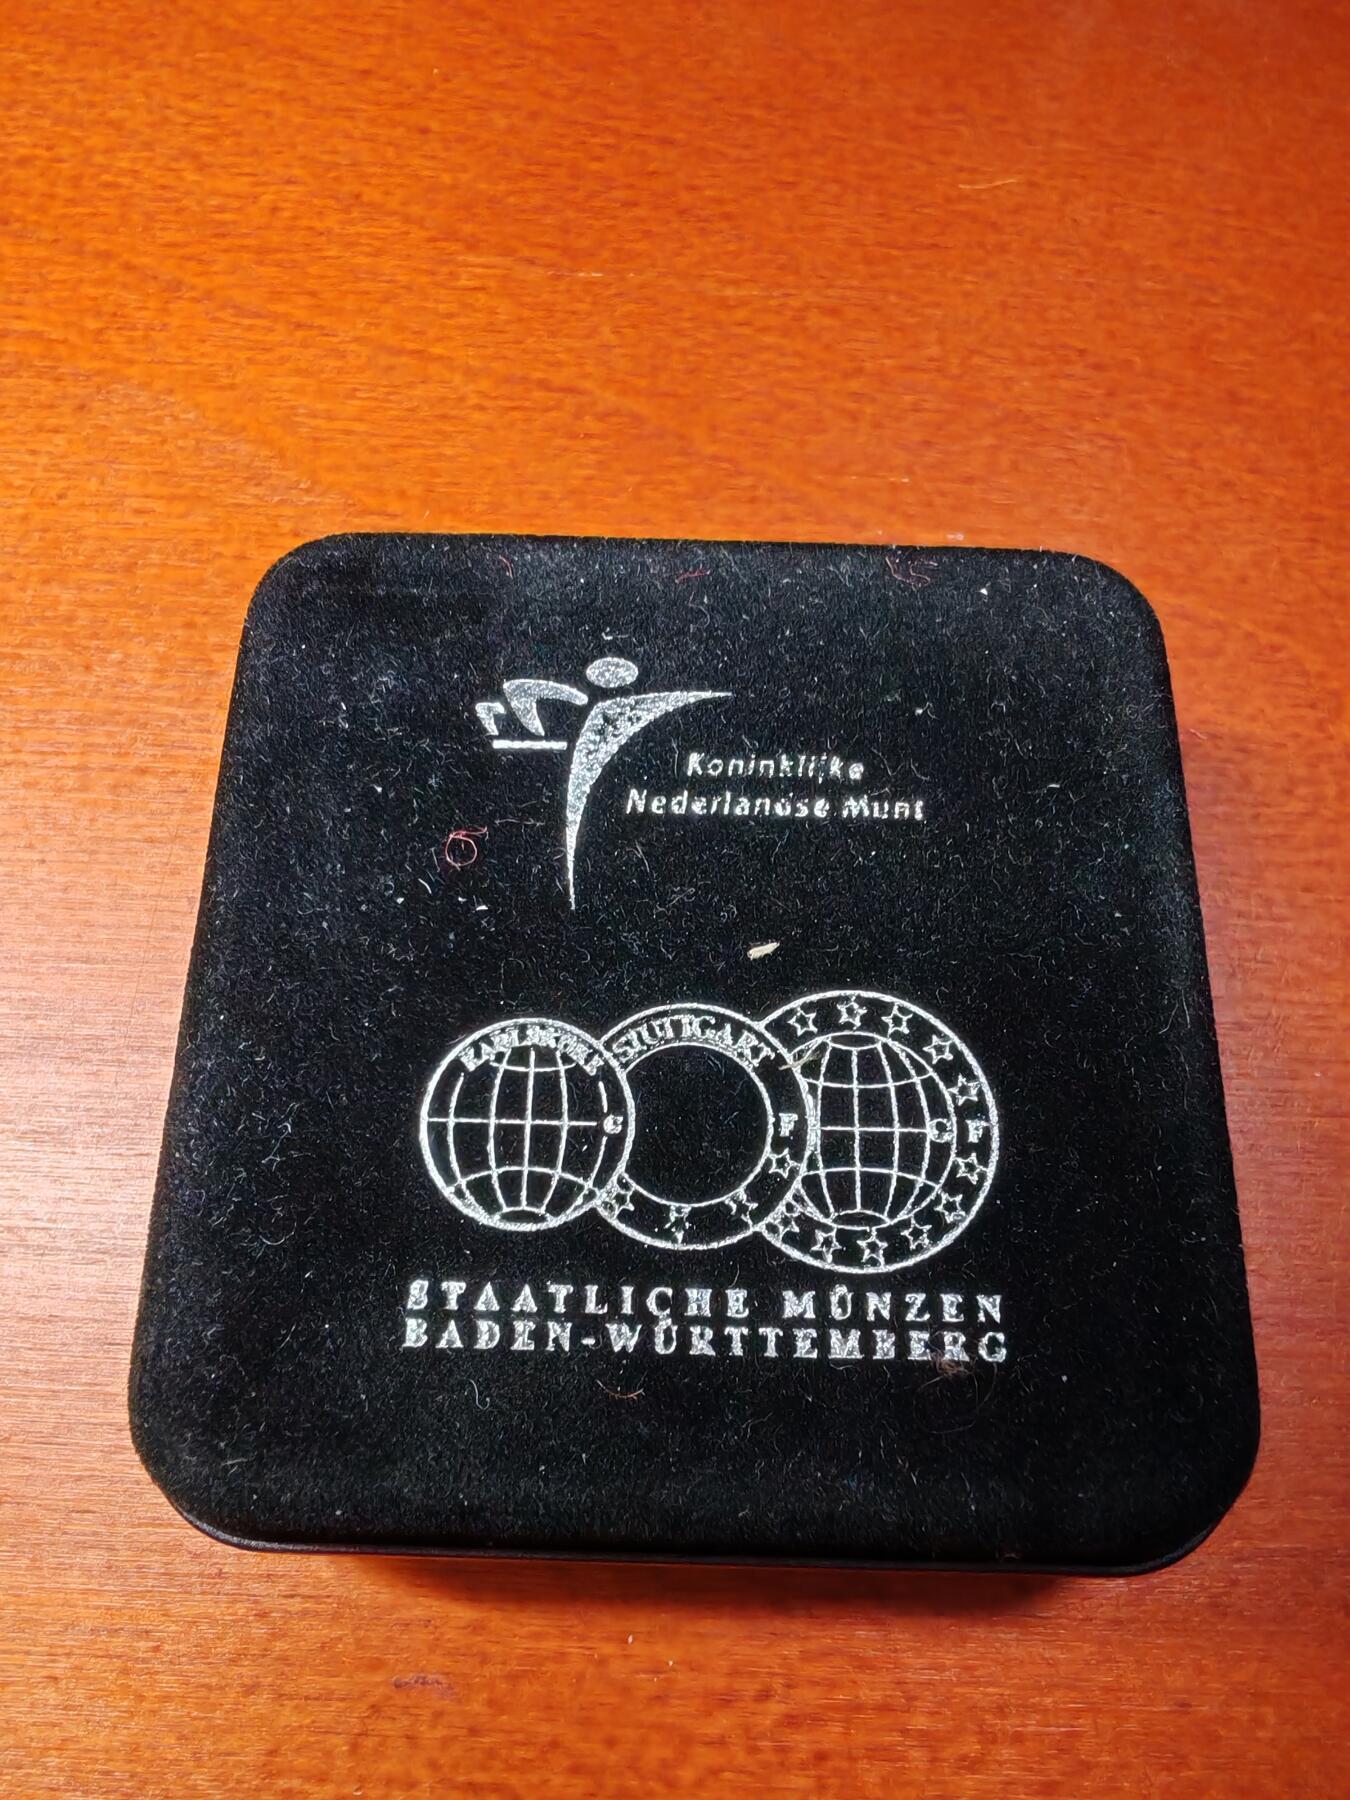 Koninklijke
Nederlandse Munt
KARLSRUHE
STUTTGART
G
F
G F
STAATLICHE MÜNZEN
BADEN-WÜRTTEMBERG